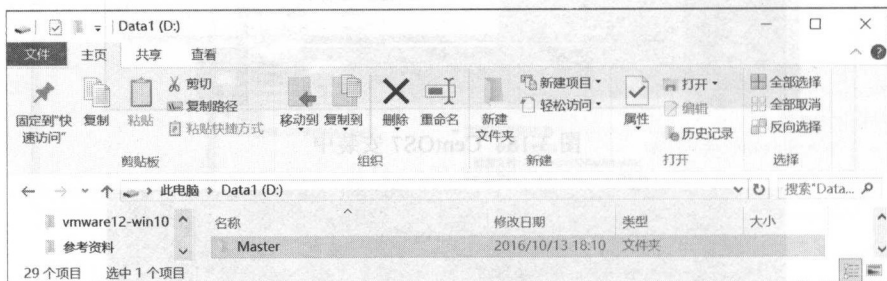 Data1 (D:)
文件 主页 共享 查看
固定到"快速访问"
复制
粘贴
剪切
复制路径
粘贴快捷方式
剪贴板
移动到
复制到
删除
重命名
组织
新建文件夹
新建项目
轻松访问
新建
属性
打开
编辑
历史记录
打开
全部选择
全部取消
反向选择
选择
此电脑 > Data1 (D:)
搜索"Data...
vmware12-win10
参考资料
名称 修改日期 类型 大小
Master 2016/10/13 18:10 文件夹
29 个项目 选中 1 个项目